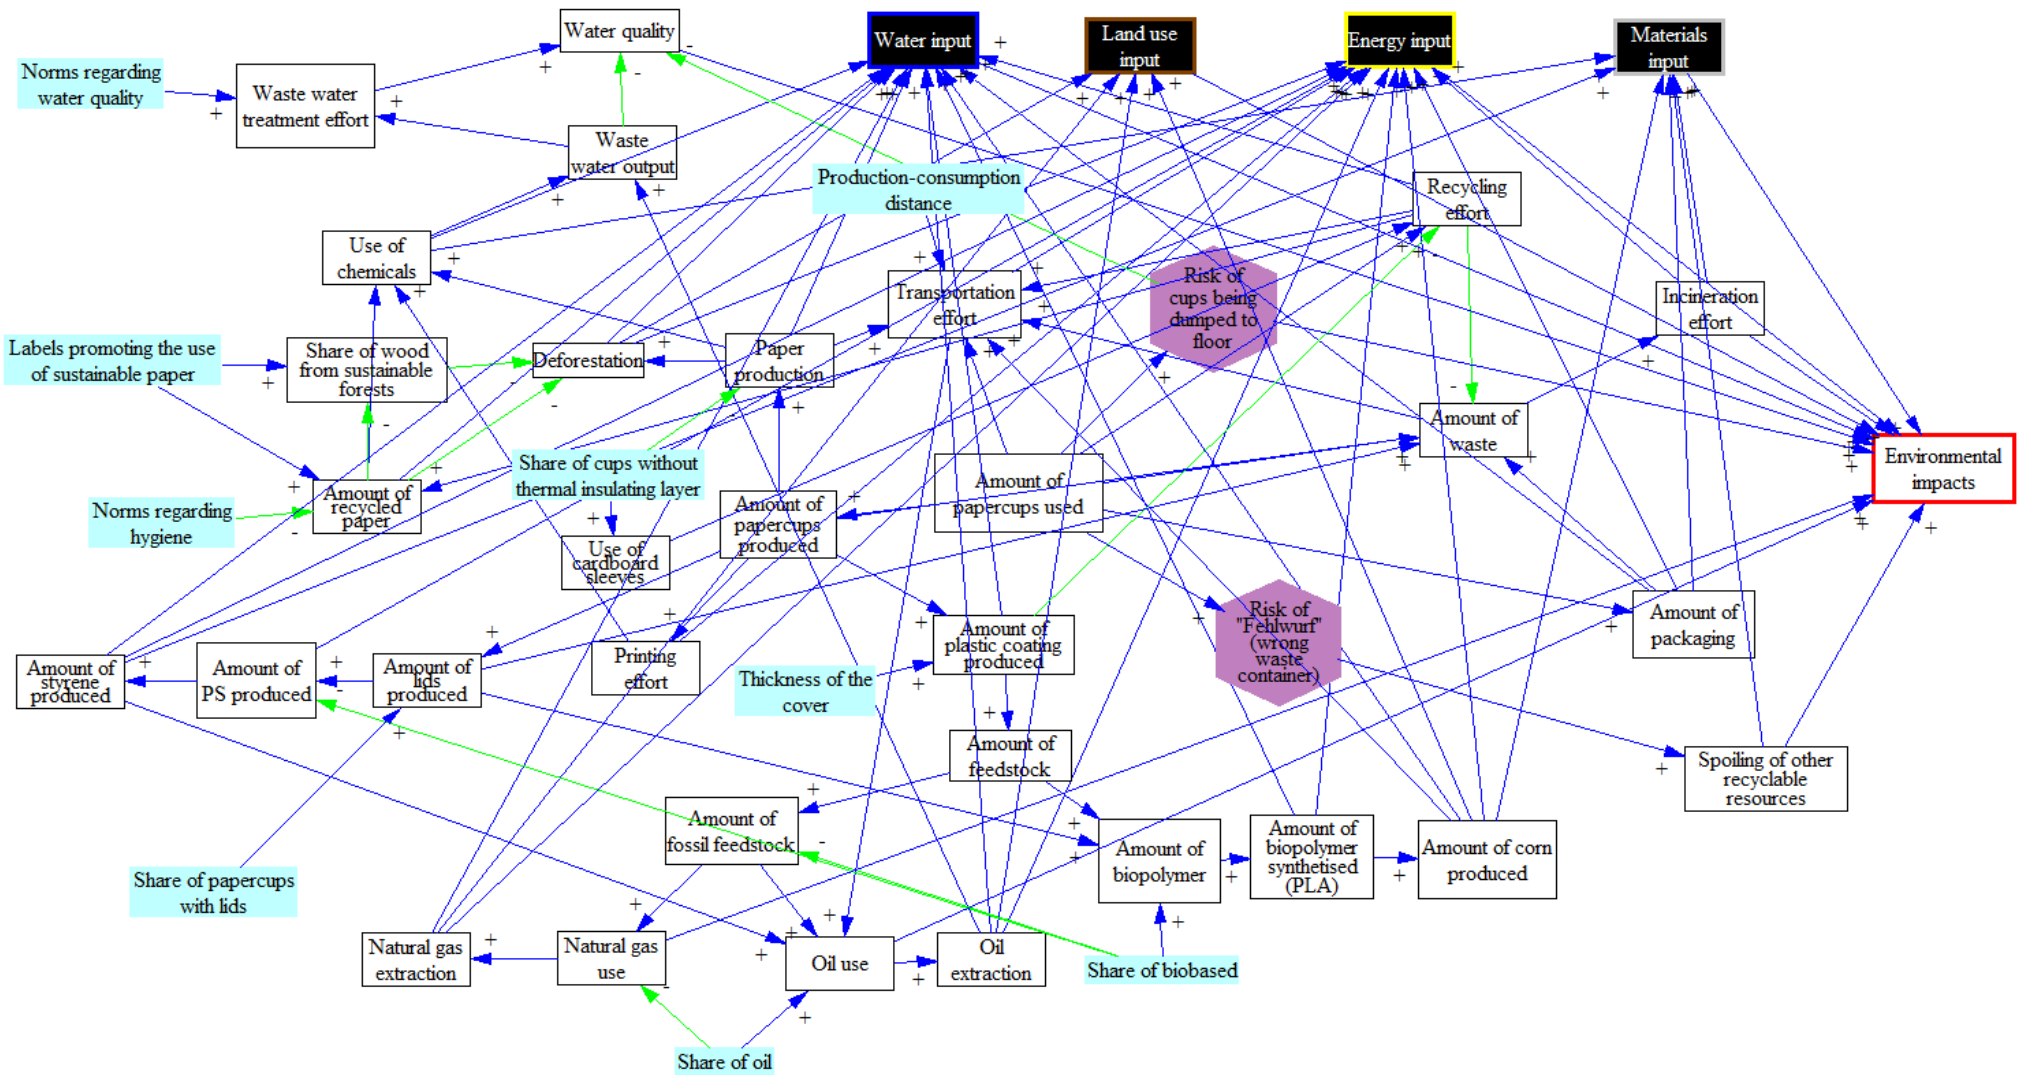 Water quality
Water input
Land use
input
Energy input
Materials
input
Norms regarding
water quality
Waste water
treatment effort
Waste
water output
Production-consumption
distance
Recycling
effort
Use of
chemicals
Risk of
cups being
dumped to
floor
Transportation
effort
Incineration
effort
Labels promoting the use
of sustainable paper
Share of wood
from sustainable
forests
Deforestation
Paper
production
Amount of
waste
Environmental
impacts
Share of cups without
thermal insulating layer
Amount of
recycled
paper
Norms regarding
hygiene
Amount of
papercups
produced
Amount of
papercups used
Use of
cardboard
sleeves
Risk of
"Fehlwurf"
(wrong
waste
container)
Amount of
packaging
Amount of
styrene
produced
Amount of
PS produced
Amount of
lids
produced
Printing
effort
Amount of
plastic coating
produced
Thickness of the
cover
Amount of
feedstock
Spoiling of other
recyclable
resources
Amount of
fossil feedstock
Amount of
biopolymer
Amount of
biopolymer
synthetised
(PLA)
Amount of corn
produced
Share of papercups
with lids
Natural gas
extraction
Natural gas
use
Oil use
Oil
extraction
Share of biobased
Share of oil